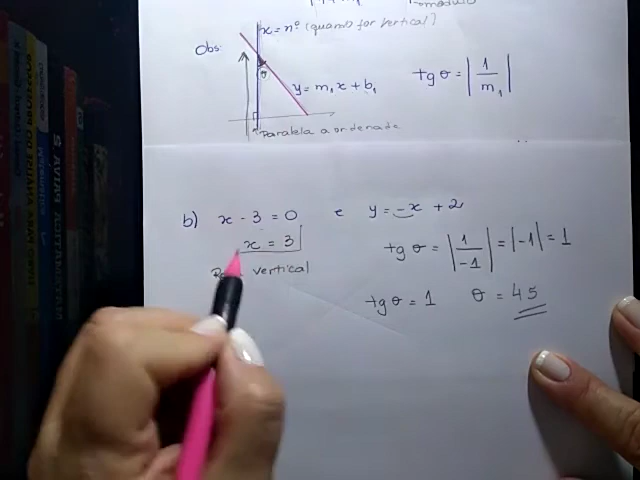 x = nº (quando for vertical)
Obs:
θ
y = m₁ x + b₁
tg θ = |1/m₁|
Paralela a ordenada
b) x - 3 = 0 e y = -x + 2
x = 3
tg θ = |1/-1| = |-1| = 1
vertical
tg θ = 1 θ = 45